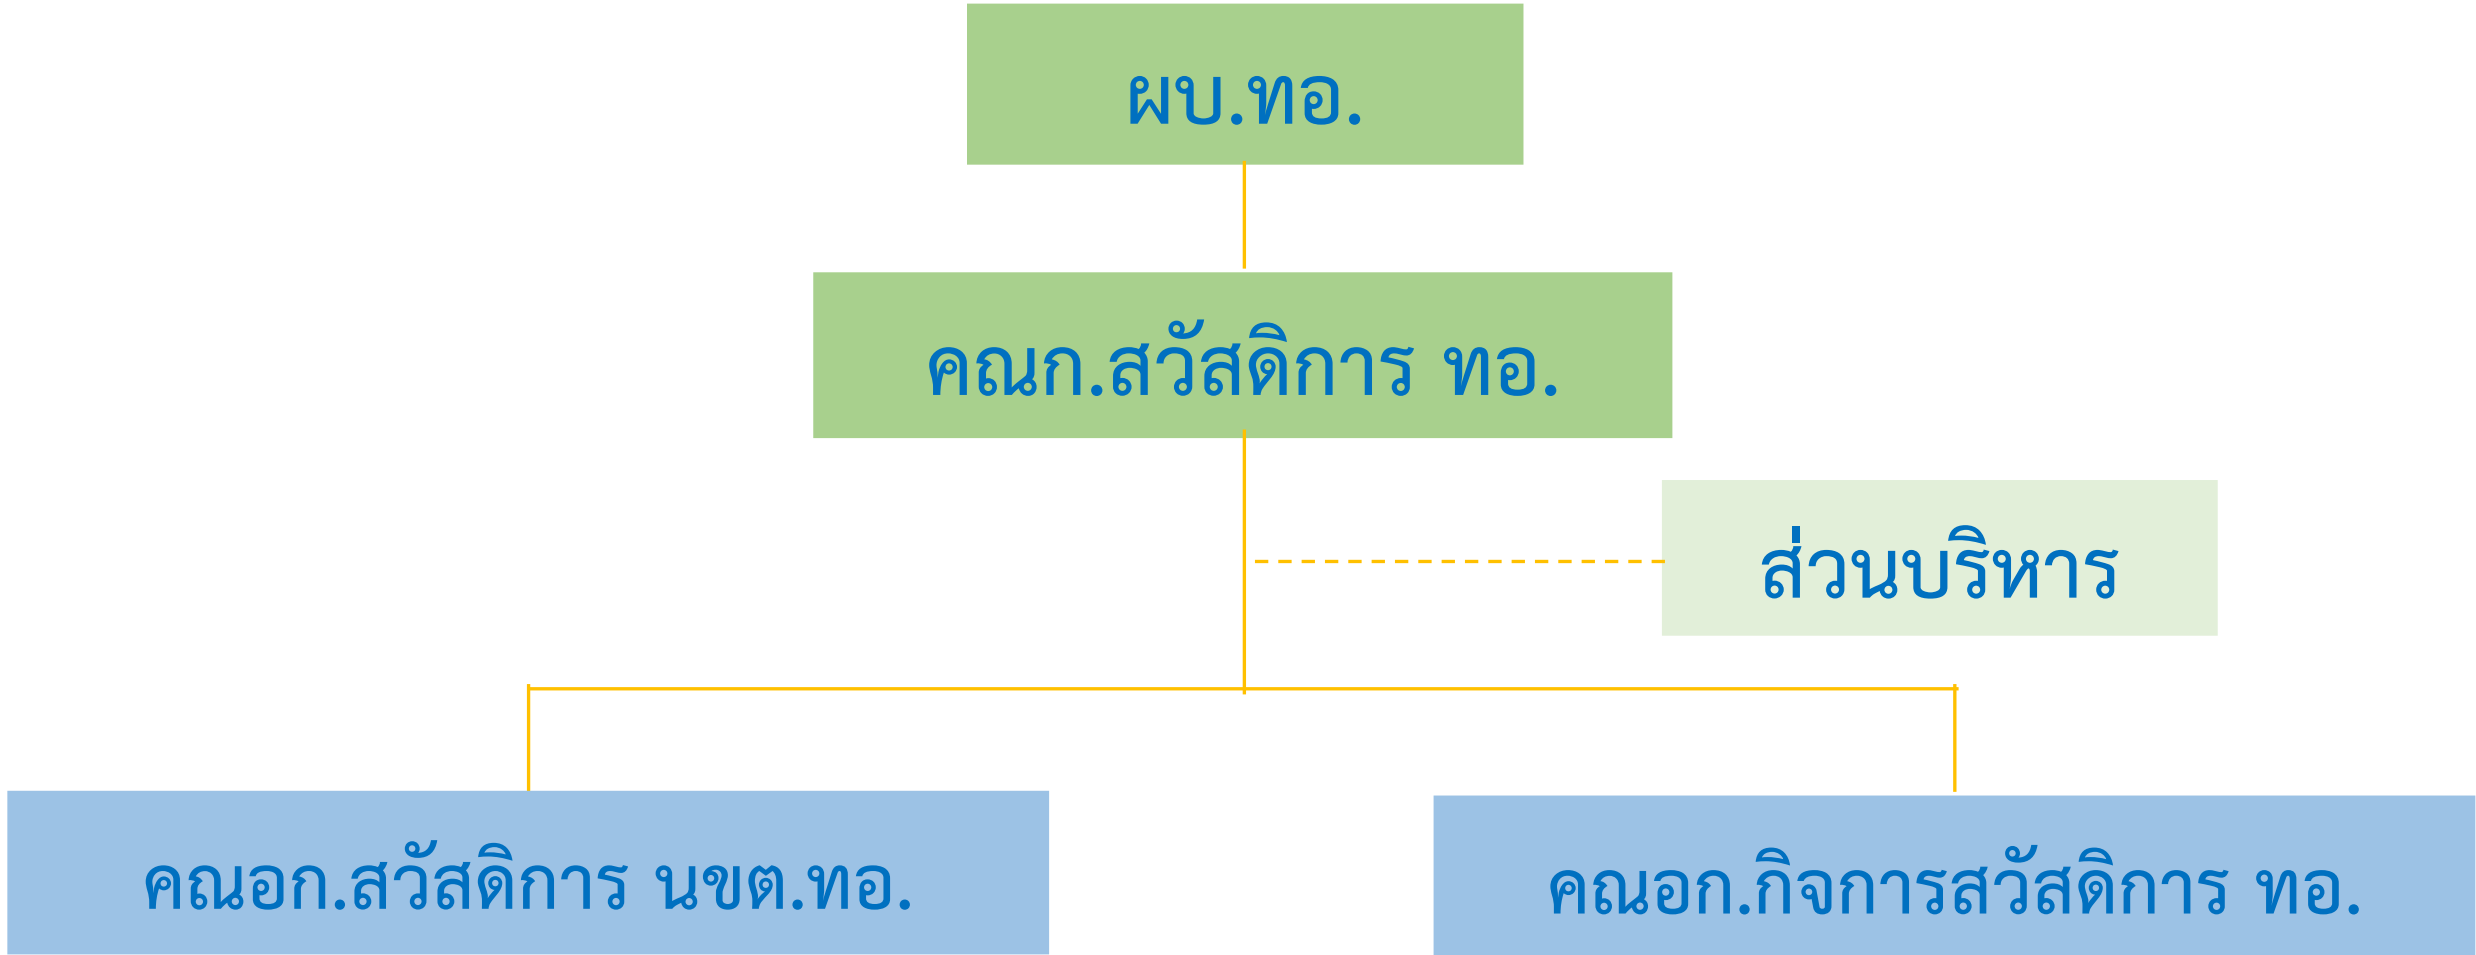 ผบ.ทอ.
คณก.สวัสดิการ ทอ.
ส่วนบริหาร
คณอก.สวัสดิการ นขต.ทอ.
คณอก.กิจการสวัสดิการ ทอ.